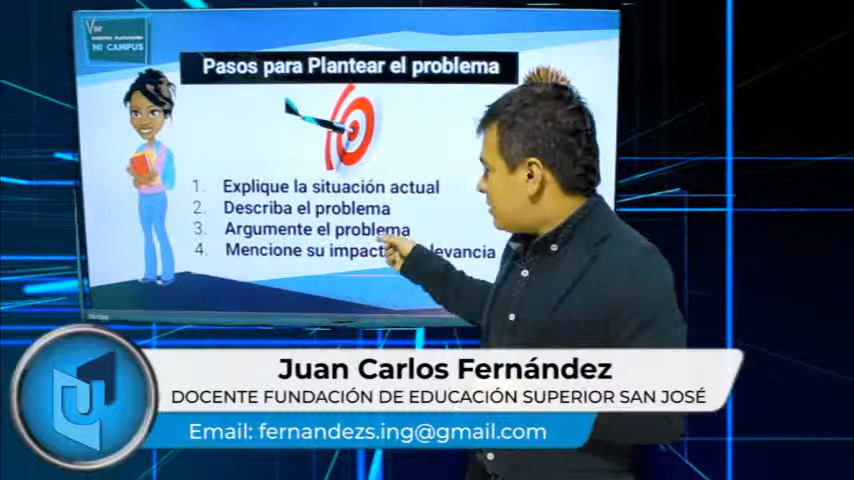 MI CAMPUS
Pasos para Plantear el problema
1. Explique la situación actual
2. Describa el problema
3. Argumente el problema
4. Mencione su impact levancia
Juan Carlos Fernández
DOCENTE FUNDACIÓN DE EDUCACIÓN SUPERIOR SAN JOSÉ
Email: fernandezs.ing@gmail.com